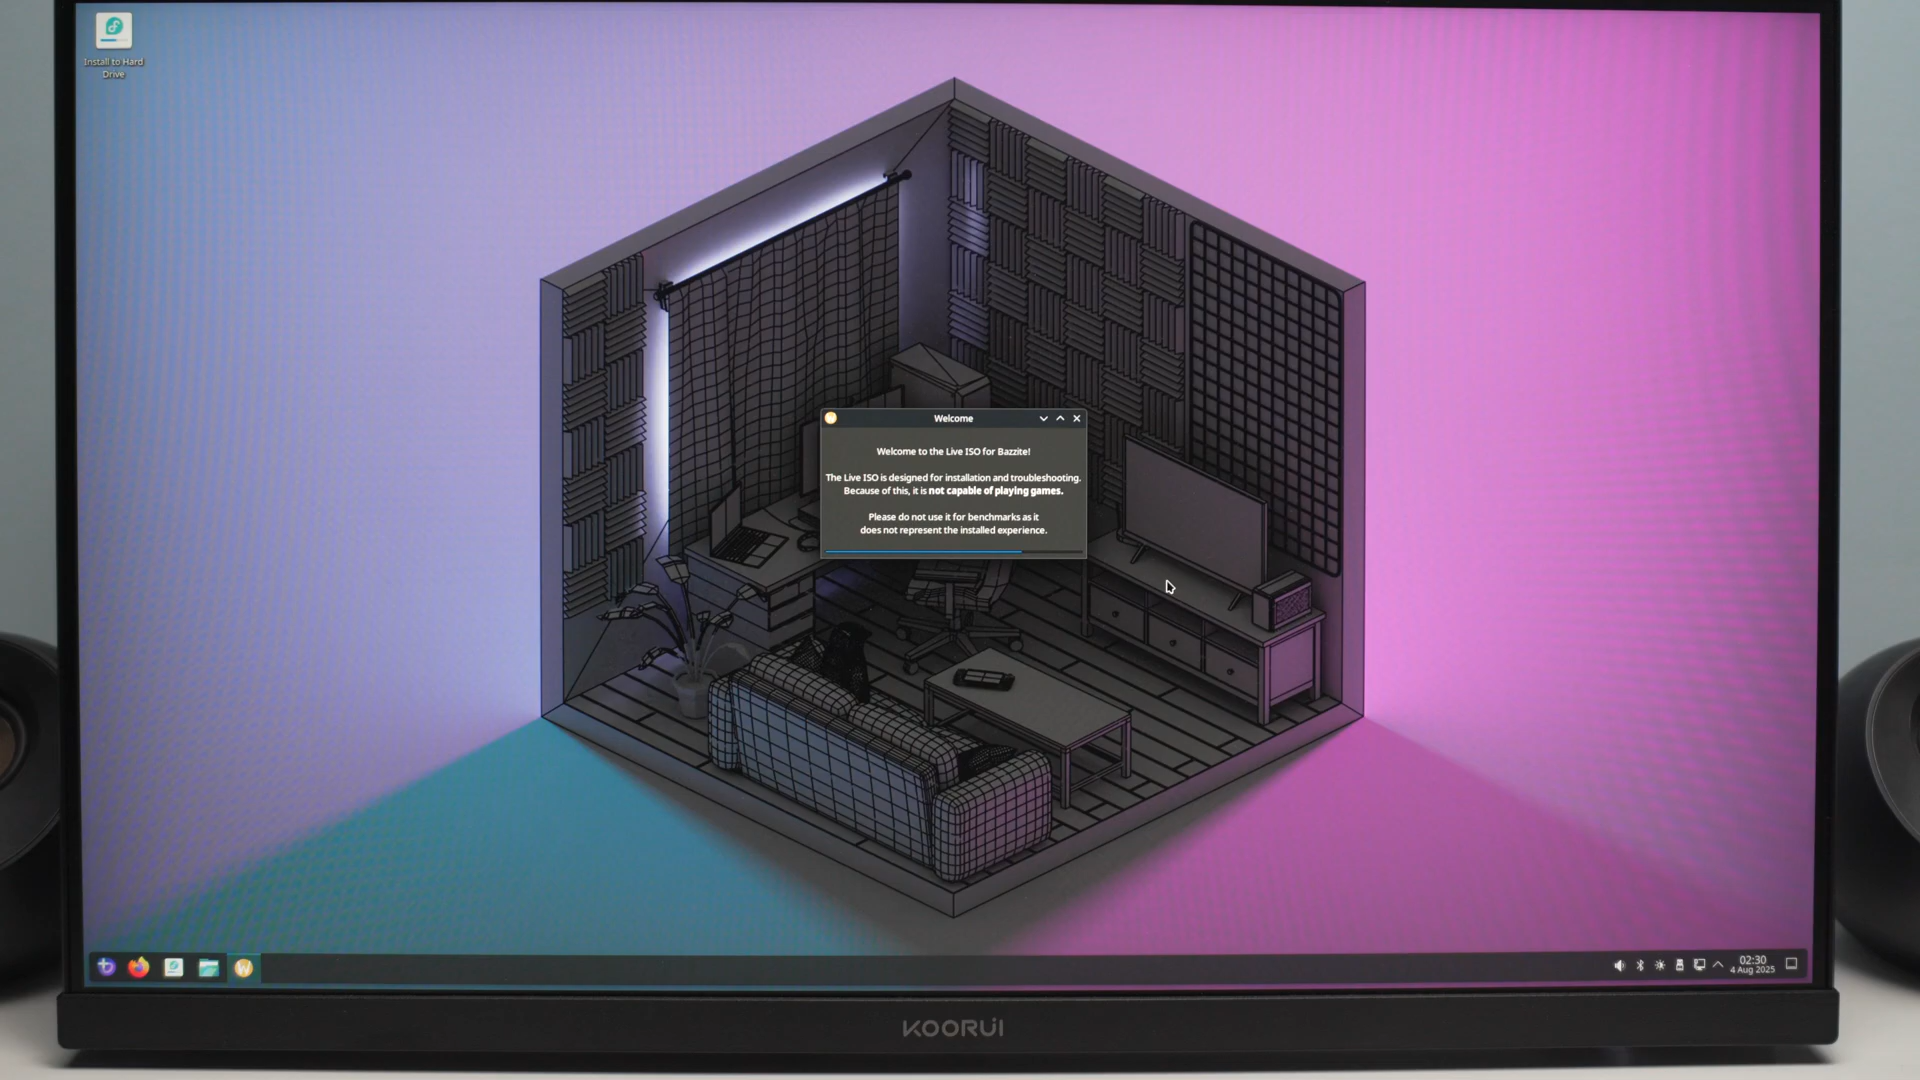 Install to Hard
Drive
Welcome
Welcome to the Live ISO for Bazzite!
The Live ISO is designed for installation and troubleshooting.
Because of this, it is not capable of playing games.
Please do not use it for benchmarks as it
does not represent the installed experience.
02:30
4 Aug 2025
KOORUI